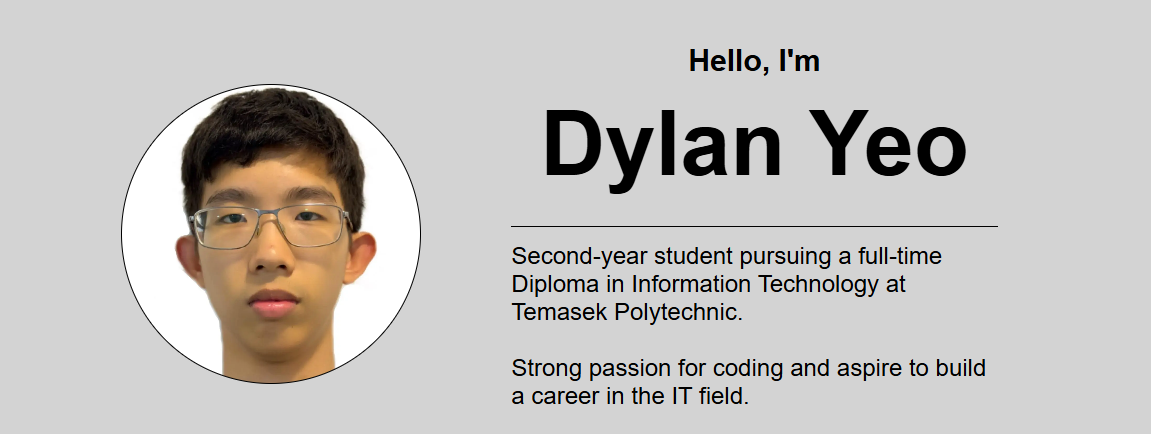 Hello, I'm
Dylan Yeo
Second-year student pursuing a full-time
Diploma in Information Technology at
Temasek Polytechnic.
Strong passion for coding and aspire to build
a career in the IT field.